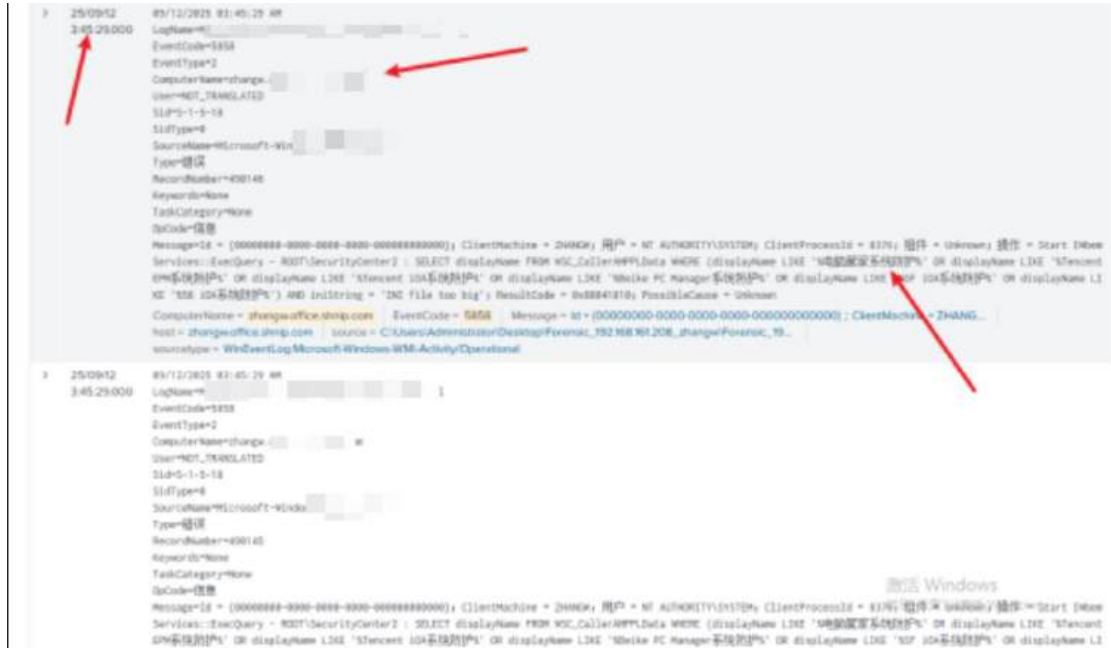 25/09/12
3:45:29.000
09/12/2025 03:45:29 AM
LogName=M
EventCode=5858
EventType=2
ComputerName=zhangw.
User=NOT_TRANSLATED
Sid=S-1-5-18
SidType=0
SourceName=Microsoft-Win
Type=错误
RecordNumber=490146
Keywords=None
TaskCategory=None
OpCode=信息
Message=Id = {00000000-0000-0000-0000-000000000000}; ClientMachine = ZHANGW; 用户 = NT AUTHORITY\SYSTEM; ClientProcessId = 8376; 组件 = Unknown; 操作 = Start IWbem
Services::ExecQuery - ROOT\SecurityCenter2 : SELECT displayName FROM WSC_CallerAMPPLData WHERE (displayName LIKE '%电脑管家系统防护%' OR displayName LIKE '%Tencent
EPM系统防护%' OR displayName LIKE '%Tencent iOA系统防护%' OR displayName LIKE '%Beike PC Manager系统防护%' OR displayName LIKE iOA系统防护%' OR displayName LI
KE iOA系统防护%') AND iniString = 'INI file too big'; ResultCode = 0x80041010; PossibleCause = Unknown
ComputerName = zhangw.office.shmip.com EventCode = 5858 Message = Id = {00000000-0000-0000-0000-000000000000} ; ClientMachine = ZHANG...
host = zhangw.office.shmip.com source = C:\Users\Administrator\Desktop\Forensic_192.168.161.208_zhangw\Forensic_19...
sourcetype = WinEventLog:Microsoft-Windows-WMI-Activity/Operational
25/09/12
3:45:29.000
09/12/2025 03:45:29 AM
LogName=M
EventCode=5858
EventType=2
ComputerName=zhangw.
User=NOT_TRANSLATED
Sid=S-1-5-18
SidType=0
SourceName=Microsoft-Windo
Type=错误
RecordNumber=490145
Keywords=None
TaskCategory=None
OpCode=信息
激活 Windows
Message=Id = {00000000-0000-0000-0000-000000000000}; ClientMachine = ZHANGW; 用户 = NT AUTHORITY\SYSTEM; ClientProcessId = 8376; 组件 = Unknown; 操作 = Start IWbem
Services::ExecQuery - ROOT\SecurityCenter2 : SELECT displayName FROM WSC_CallerAMPPLData WHERE (displayName LIKE '%电脑管家系统防护%' OR displayName LIKE '%Tencent
EPM系统防护%' OR displayName LIKE '%Tencent iOA系统防护%' OR displayName LIKE '%Beike PC Manager系统防护%' OR displayName LIKE iOA系统防护%' OR displayName LI